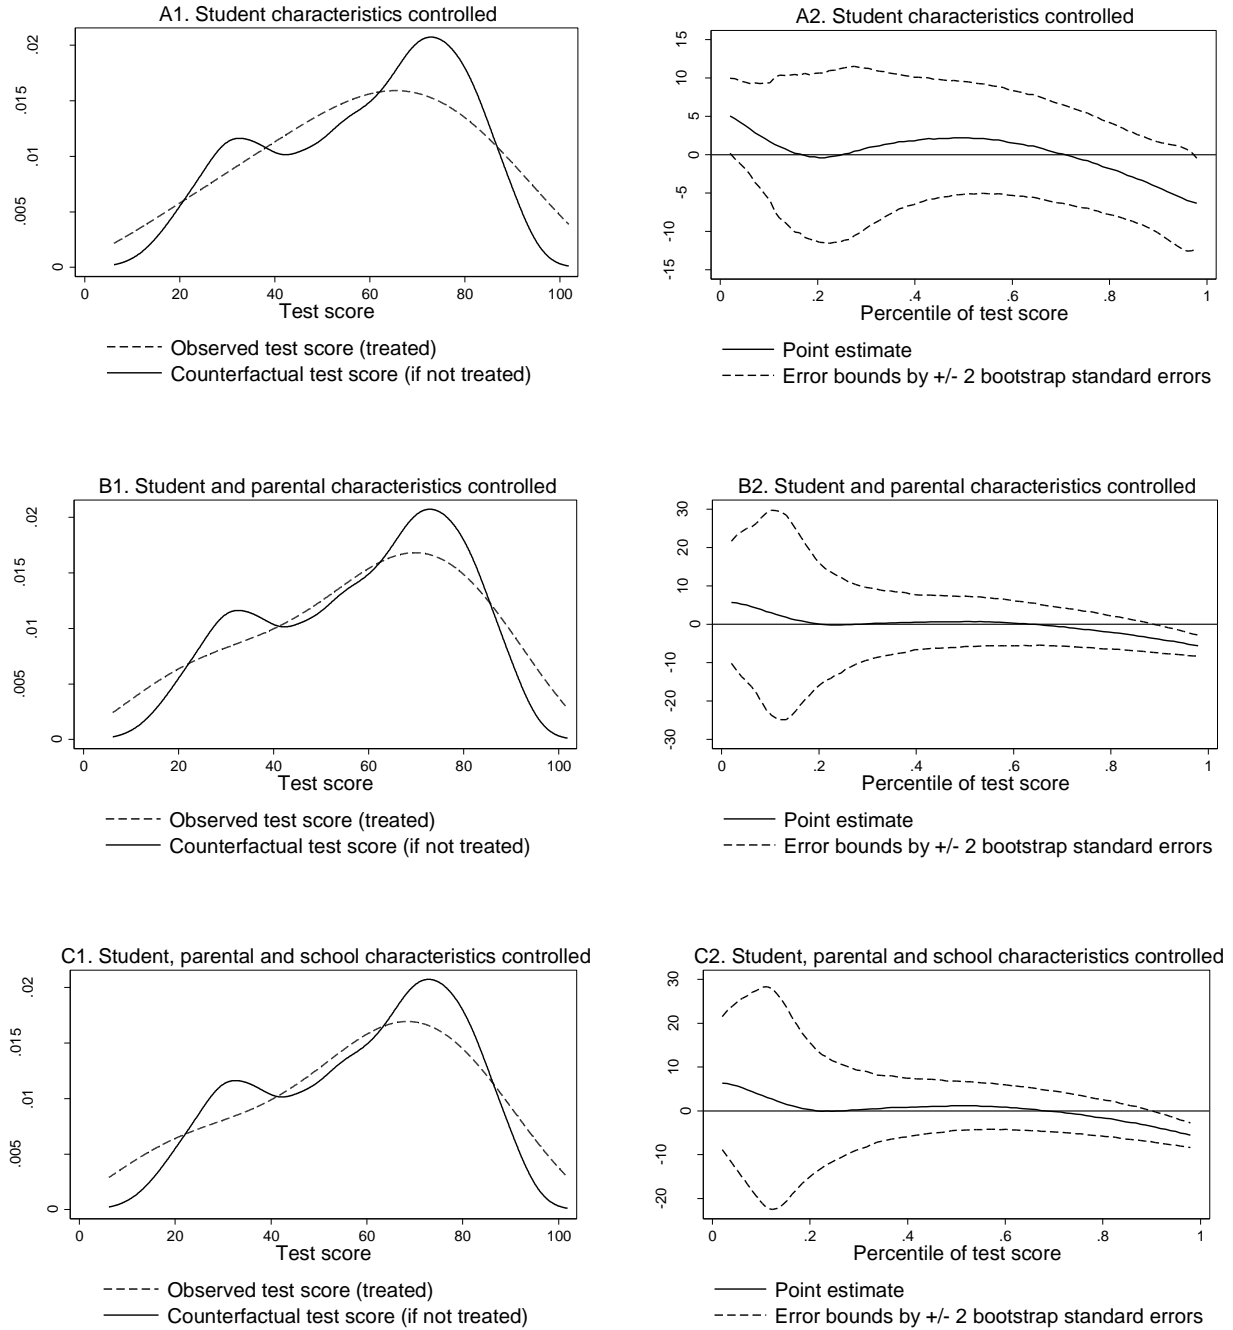 A1. Student characteristics controlled
.02
.015
.01
.005
0
0 20 40 60 80 100
Test score
Observed test score (treated)
Counterfactual test score (if not treated)
A2. Student characteristics controlled
15
10
5
0
-5
-10
-15
0 .2 .4 .6 .8 1
Percentile of test score
Point estimate
Error bounds by +/- 2 bootstrap standard errors
B1. Student and parental characteristics controlled
.02
.015
.01
.005
0
0 20 40 60 80 100
Test score
Observed test score (treated)
Counterfactual test score (if not treated)
B2. Student and parental characteristics controlled
30
20
10
0
-10
-20
-30
0 .2 .4 .6 .8 1
Percentile of test score
Point estimate
Error bounds by +/- 2 bootstrap standard errors
C1. Student, parental and school characteristics controlled
.02
.015
.01
.005
0
0 20 40 60 80 100
Test score
Observed test score (treated)
Counterfactual test score (if not treated)
C2. Student, parental and school characteristics controlled
30
20
10
0
-10
-20
0 .2 .4 .6 .8 1
Percentile of test score
Point estimate
Error bounds by +/- 2 bootstrap standard errors